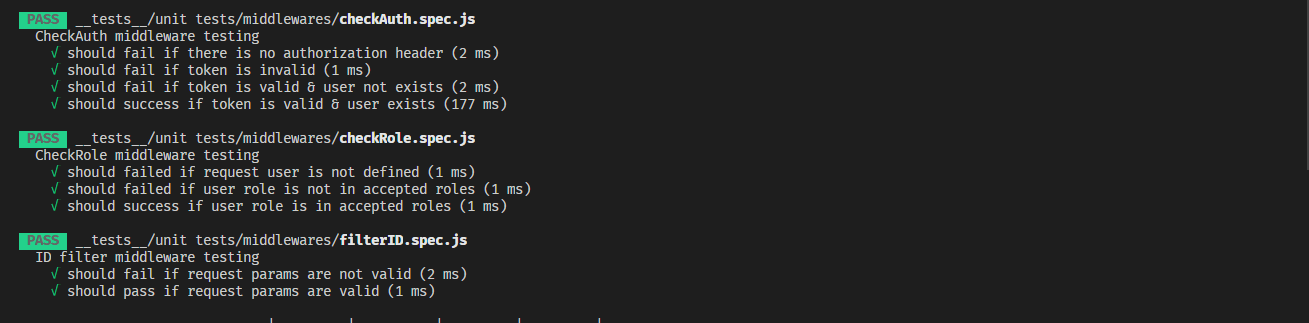 PASS __tests__/unit tests/middlewares/checkAuth.spec.js
CheckAuth middleware testing
√ should fail if there is no authorization header (2 ms)
√ should fail if token is invalid (1 ms)
√ should fail if token is valid & user not exists (2 ms)
√ should success if token is valid & user exists (177 ms)
PASS __tests__/unit tests/middlewares/checkRole.spec.js
CheckRole middleware testing
√ should failed if request user is not defined (1 ms)
√ should failed if user role is not in accepted roles (1 ms)
√ should success if user role is in accepted roles (1 ms)
PASS __tests__/unit tests/middlewares/filterID.spec.js
ID filter middleware testing
√ should fail if request params are not valid (2 ms)
√ should pass if request params are valid (1 ms)